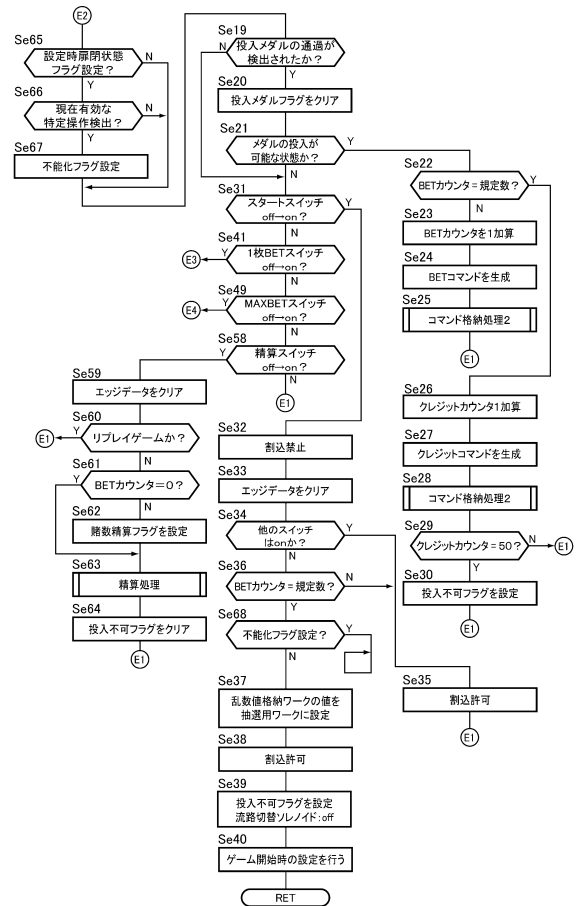 E2
Se65
設定時扉閉状態
フラグ設定？
N
Y
Se66
現在有効な
特定操作検出？
N
Y
Se67
不能化フラグ設定
Se19
投入メダルの通過が
検出されたか？
N
Y
Se20
投入メダルフラグをクリア
Se21
メダルの投入が
可能な状態か？
Y
N
Se31
スタートスイッチ
off→on？
Y
N
Se41
1枚BETスイッチ
off→on？
Y
E3
N
Se49
MAXBETスイッチ
off→on？
Y
E4
N
Se58
精算スイッチ
off→on？
Y
N
E1
Se22
BETカウンタ＝規定数？
Y
N
Se23
BETカウンタを1加算
Se24
BETコマンドを生成
Se25
コマンド格納処理2
E1
Se26
クレジットカウンタ1加算
Se27
クレジットコマンドを生成
Se28
コマンド格納処理2
Se29
クレジットカウンタ＝50？
N
E1
Y
Se30
投入不可フラグを設定
E1
Se59
エッジデータをクリア
Se60
リプレイゲームか？
Y
E1
N
Se61
BETカウンタ＝0？
Y
N
Se62
賭数精算フラグを設定
Se63
精算処理
Se64
投入不可フラグをクリア
E1
Se32
割込禁止
Se33
エッジデータをクリア
Se34
他のスイッチ
はonか？
Y
N
Se36
BETカウンタ＝規定数？
N
Y
Se68
不能化フラグ設定？
Y
N
Se37
乱数値格納ワークの値を
抽選用ワークに設定
Se38
割込許可
Se39
投入不可フラグを設定
流路切替ソレノイド：off
Se40
ゲーム開始時の設定を行う
RET
Se35
割込許可
E1